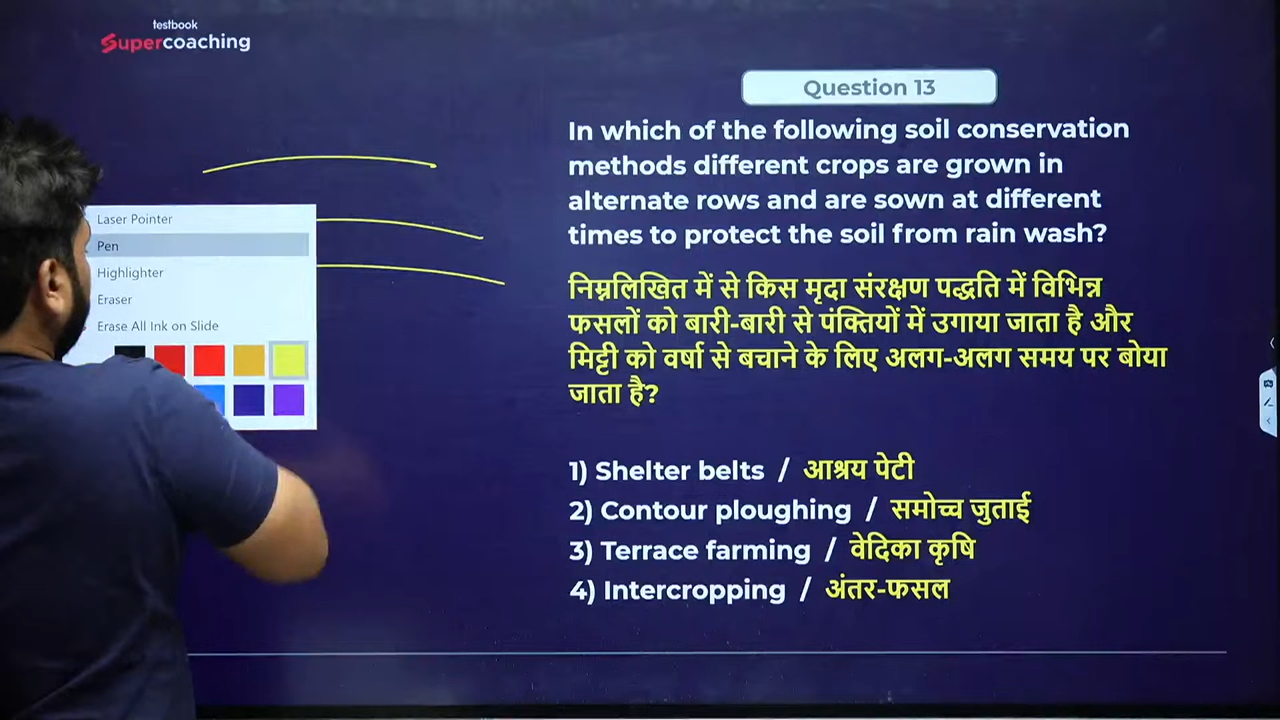 testbook
Supercoaching
Question 13
In which of the following soil conservation
methods different crops are grown in
alternate rows and are sown at different
times to protect the soil from rain wash?
निम्नलिखित में से किस मृदा संरक्षण पद्धति में विभिन्न
फसलों को बारी-बारी से पंक्तियों में उगाया जाता है और
मिट्टी को वर्षा से बचाने के लिए अलग-अलग समय पर बोया
जाता है?
1) Shelter belts / आश्रय पेटी
2) Contour ploughing / समोच्च जुताई
3) Terrace farming / वेदिका कृषि
4) Intercropping / अंतर-फसल
Laser Pointer
Pen
Highlighter
Eraser
Erase All Ink on Slide